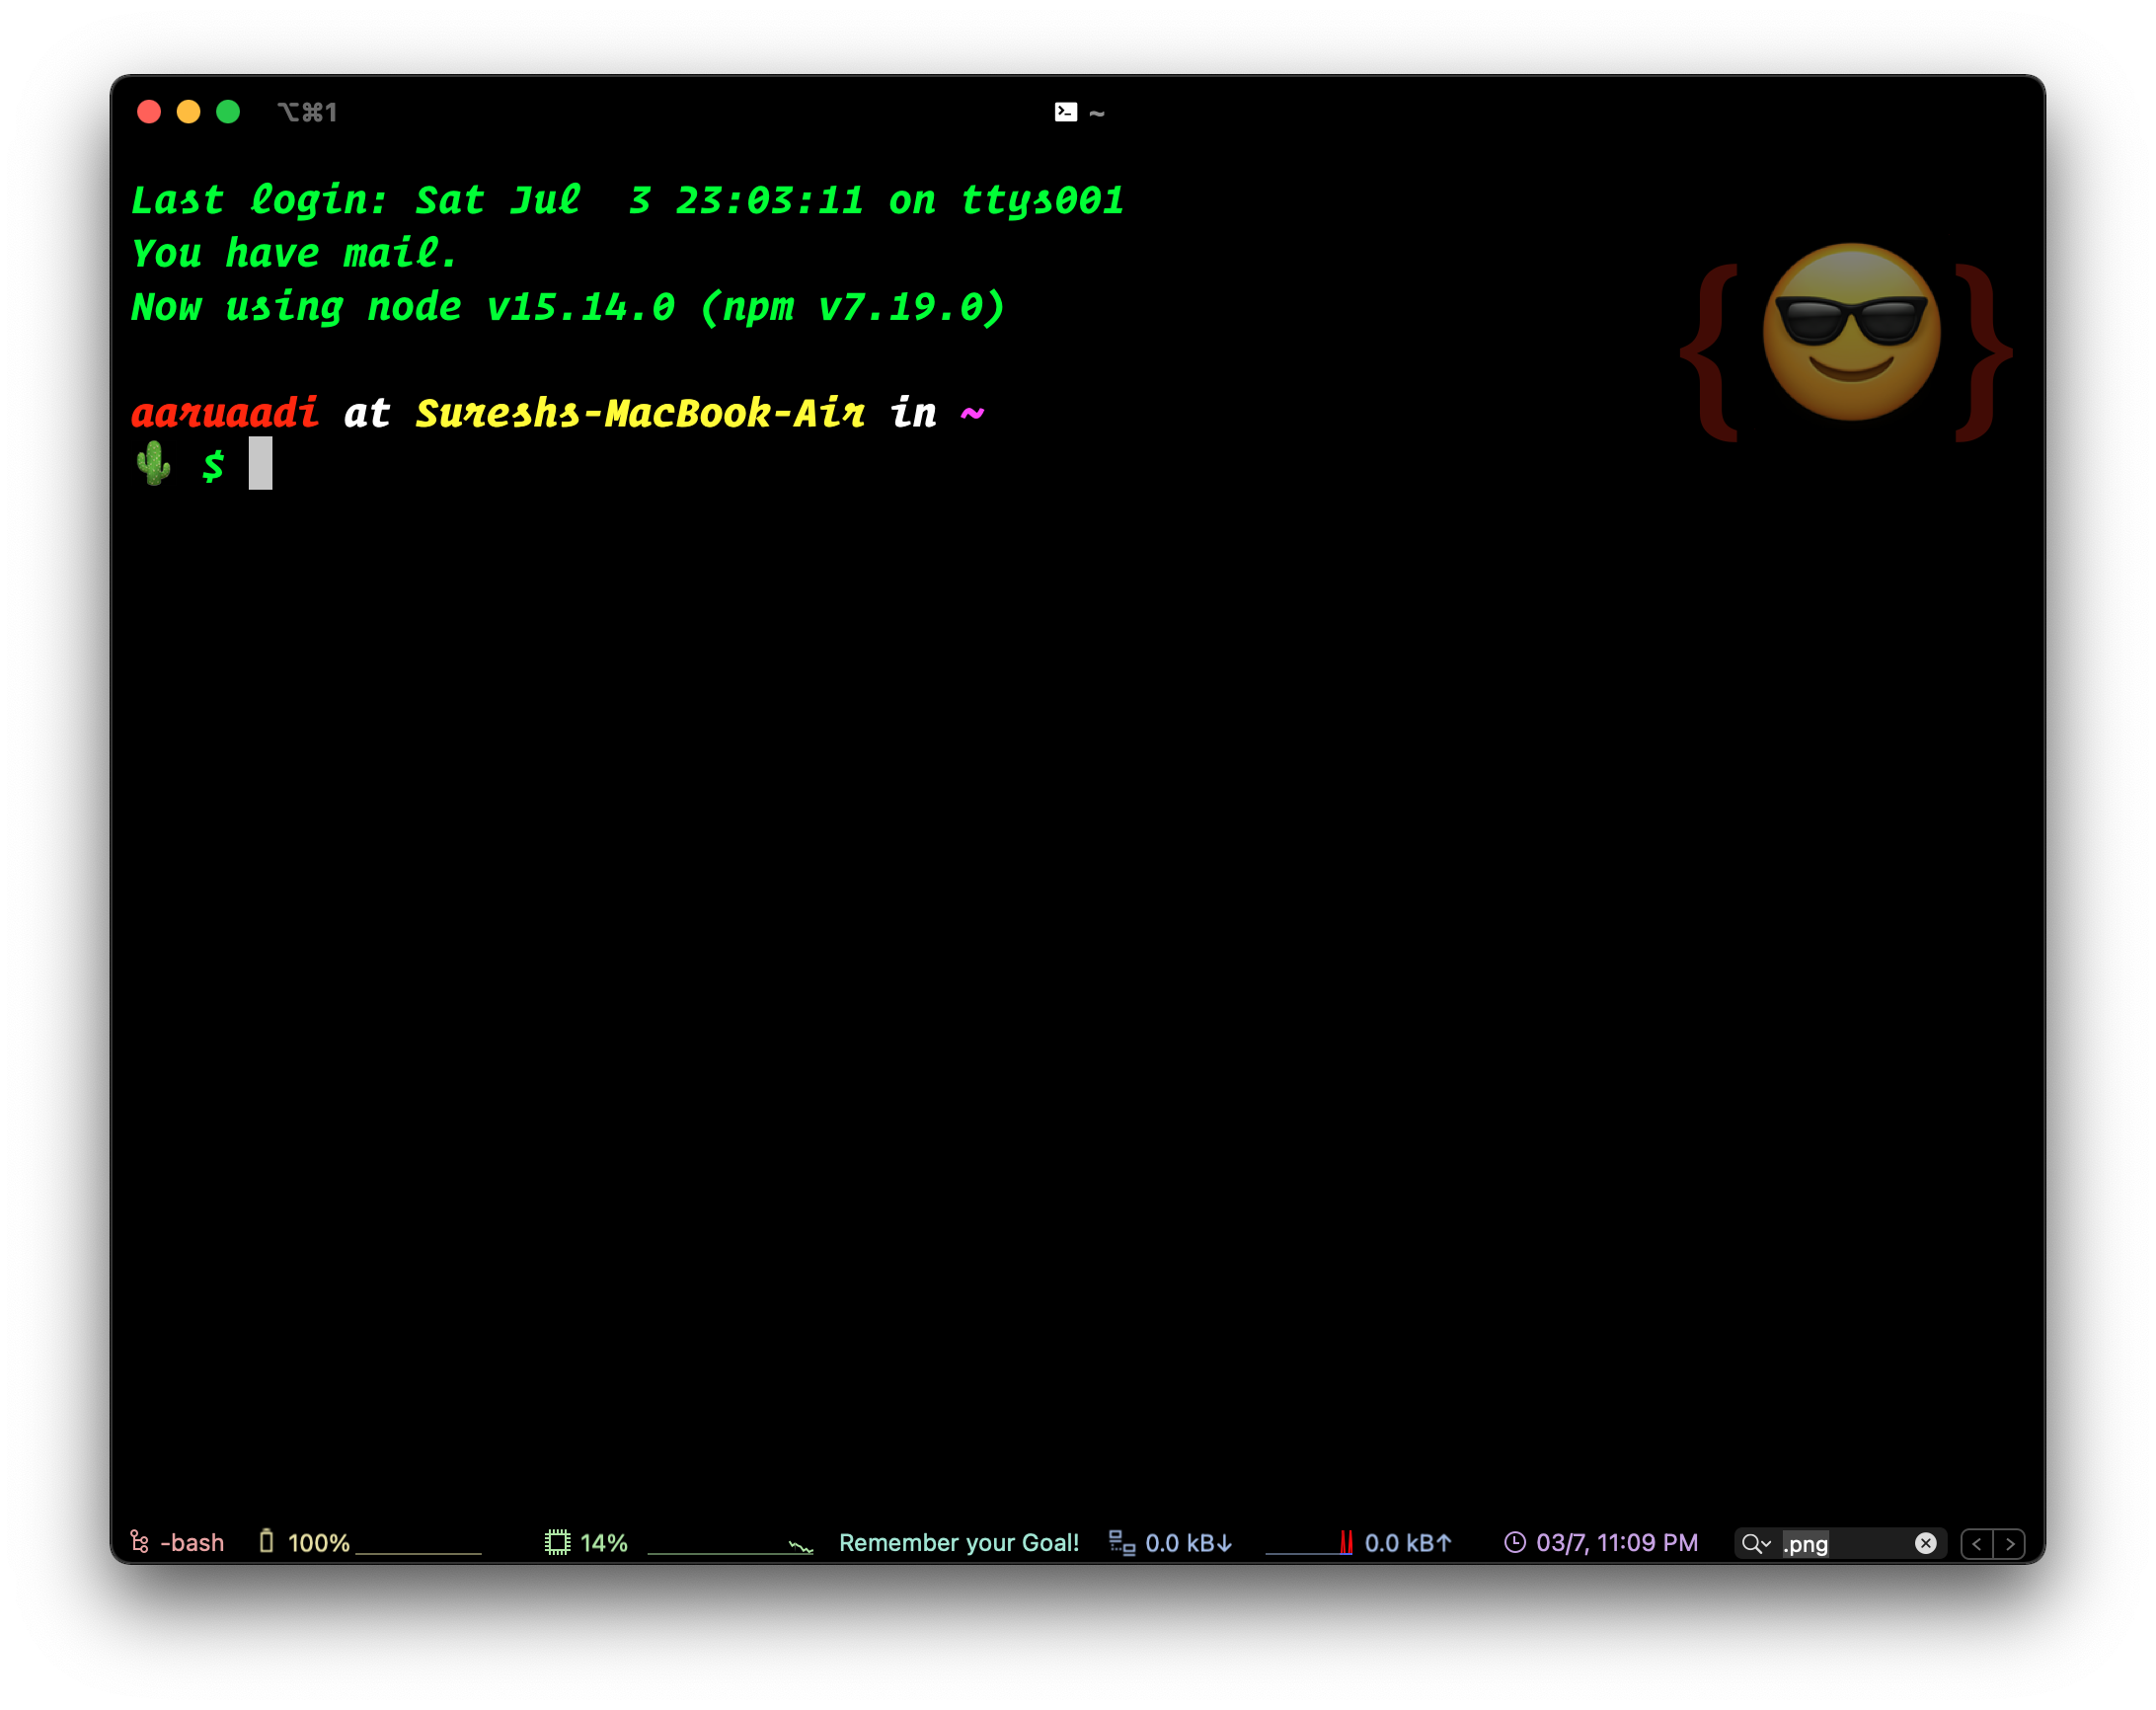 ⌥⌘1
~
Last login: Sat Jul  3 23:03:11 on ttys001
You have mail.
Now using node v15.14.0 (npm v7.19.0)
{😎}
aaruaadi at Sureshs-MacBook-Air in ~
🌵 $
-bash 100% 14% Remember your Goal! 0.0 kB↓ 0.0 kB↑ 03/7, 11:09 PM .png